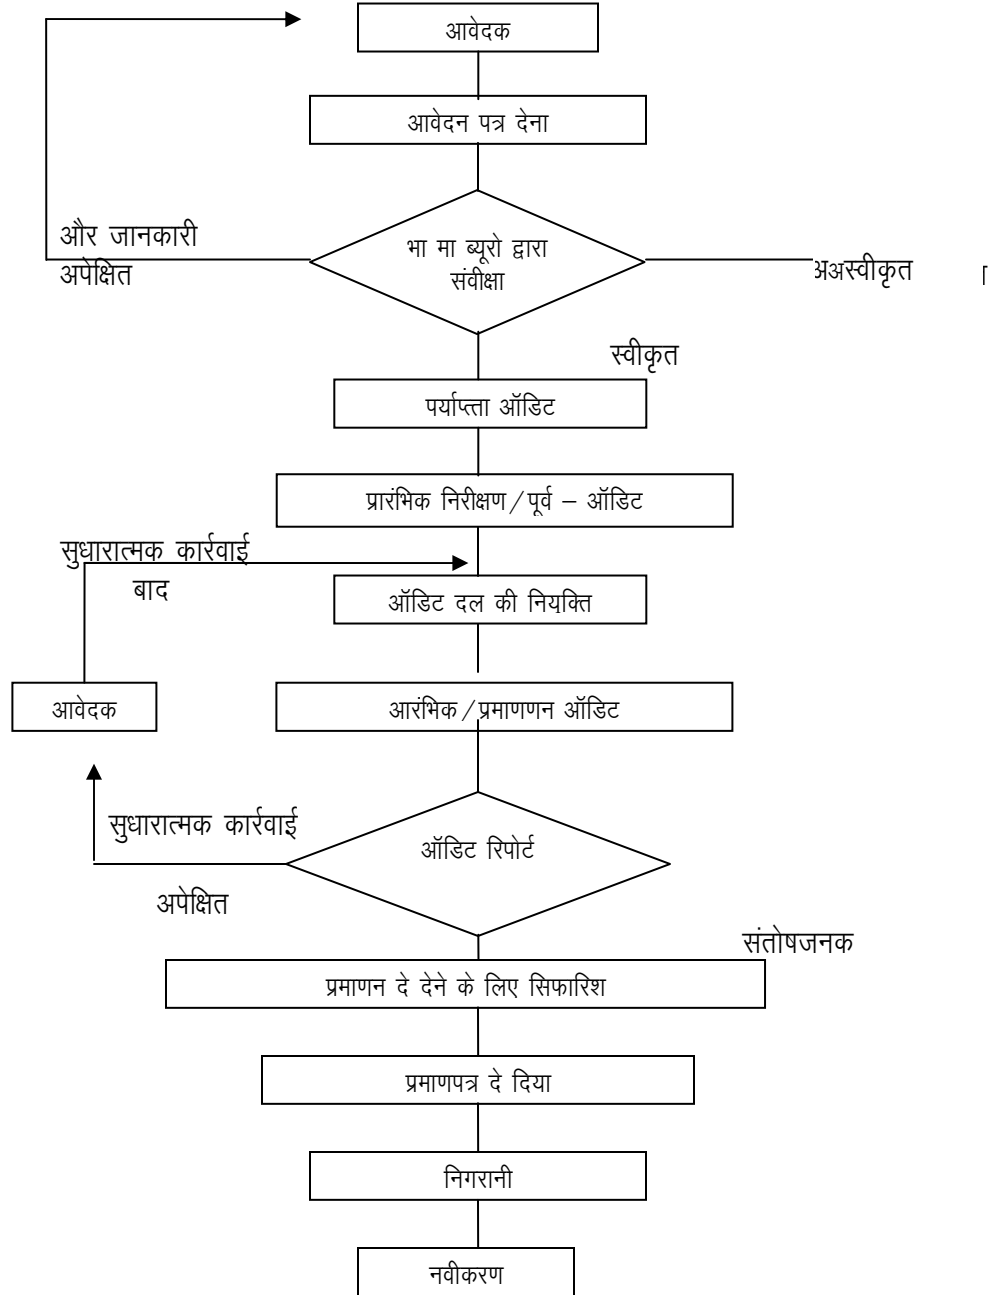 आवेदक
आवेदन पत्र देना
भा मा ब्यूरो द्वारा
संवीक्षा
और जानकारी
अपेक्षित
अअस्वीकृत
स्वीकृत
पर्याप्त्ता ऑडिट
प्रारंभिक निरीक्षण/पूर्व – ऑडिट
सुधारात्मक कार्रवाई
बाद
ऑडिट दल की नियुक्ति
आवेदक
आरंभिक/प्रमाणणन ऑडिट
सुधारात्मक कार्रवाई
अपेक्षित
ऑडिट रिपोर्ट
संतोषजनक
प्रमाणन दे देने के लिए सिफारिश
प्रमाणपत्र दे दिया
निगरानी
नवीकरण